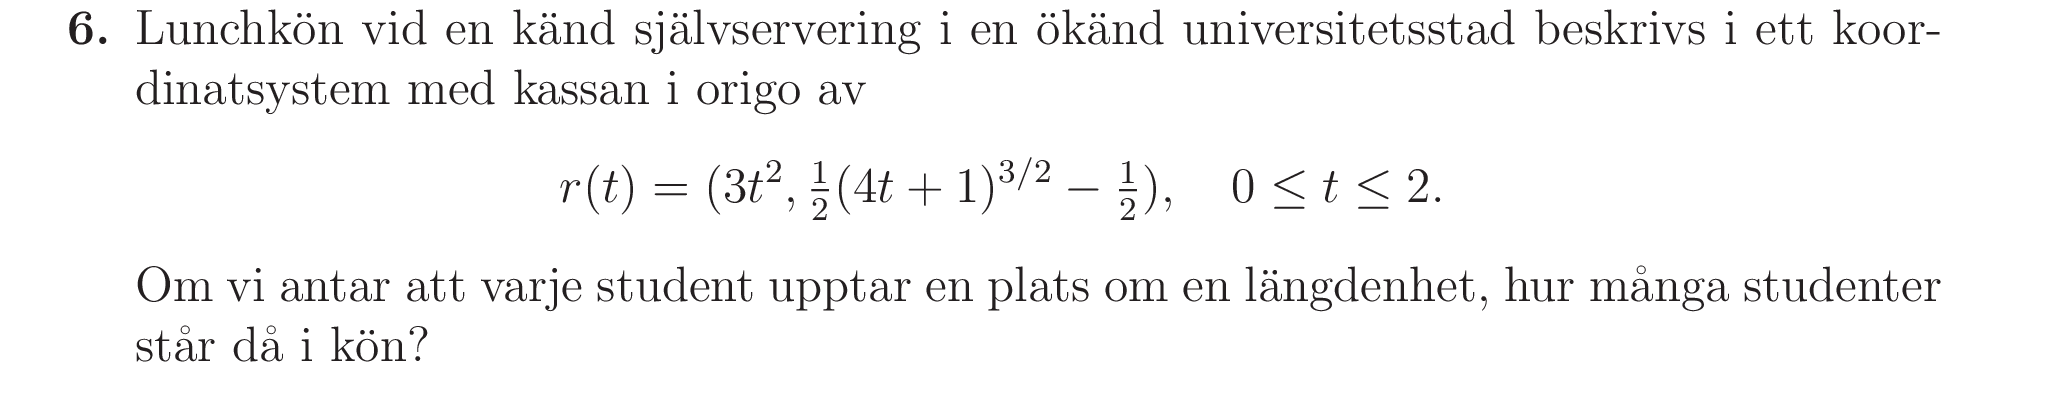 6. Lunchkön vid en känd självservering i en ökänd universitetsstad beskrivs i ett koor-
dinatsystem med kassan i origo av
r(t) = (3t², ½(4t + 1)^{3/2} − ½), 0 ≤ t ≤ 2.
Om vi antar att varje student upptar en plats om en längdenhet, hur många studenter
står då i kön?